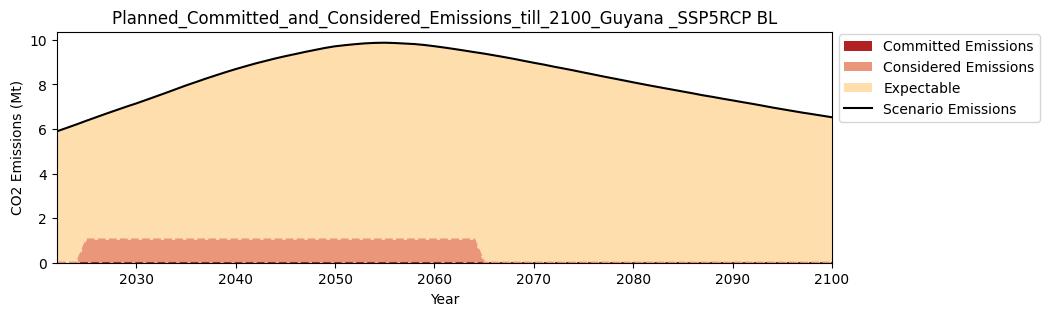 Planned_Committed_and_Considered_Emissions_till_2100_Guyana _SSP5RCP BL
CO2 Emissions (Mt)
10
8
6
4
2
0
2030 2040 2050 2060 2070 2080 2090 2100
Year
Committed Emissions
Considered Emissions
Expectable
Scenario Emissions